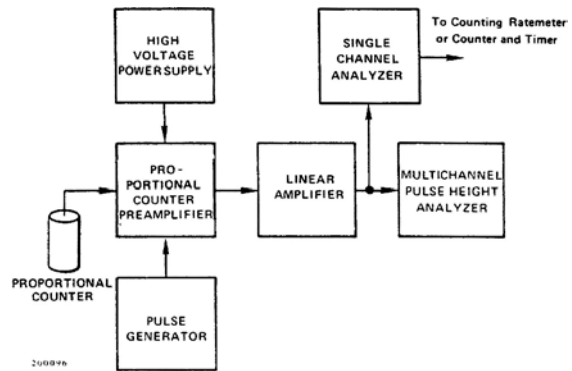 HIGH
VOLTAGE
POWER SUPPLY
SINGLE
CHANNEL
ANALYZER
To Counting Ratemeter
or Counter and Timer
PRO-
PORTIONAL
COUNTER
PREAMPLIFIER
LINEAR
AMPLIFIER
MULTICHANNEL
PULSE HEIGHT
ANALYZER
PROPORTIONAL
COUNTER
PULSE
GENERATOR
200096